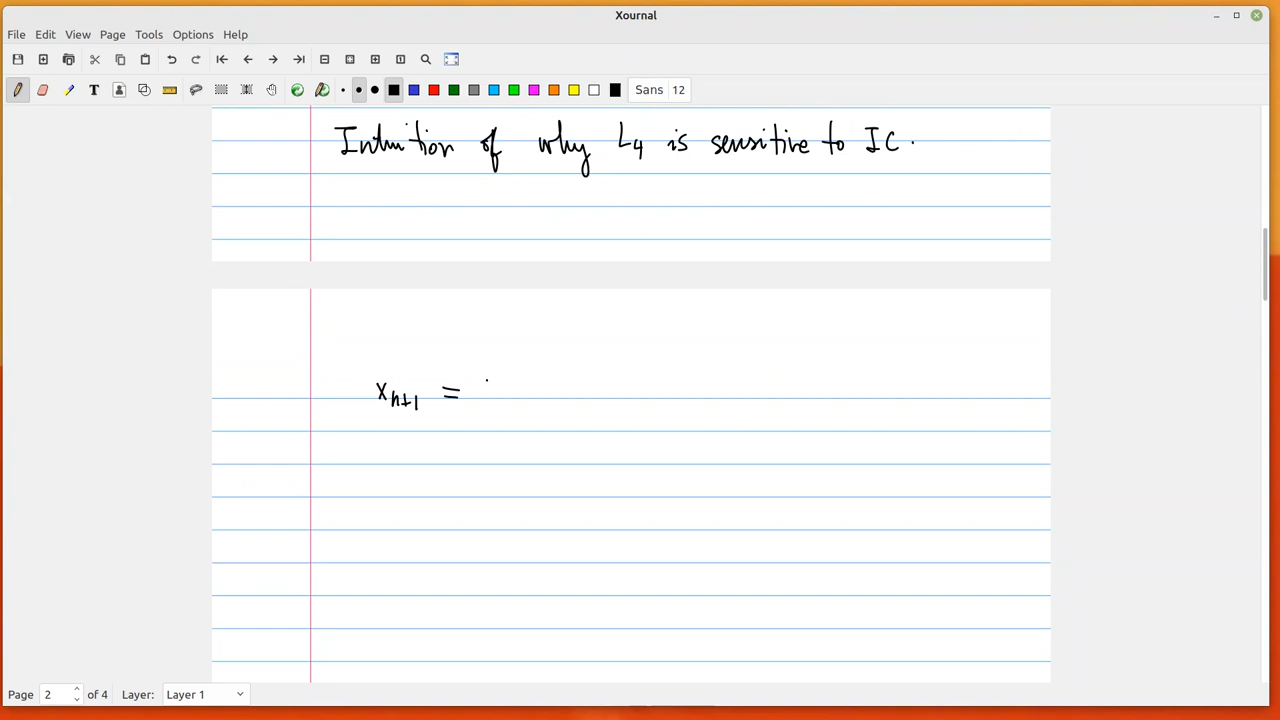 Xournal
File Edit View Page Tools Options Help
Sans 12
Intuition of why L₄ is sensitive to IC.
xₙ₊₁ =
Page 2 of 4 Layer: Layer 1